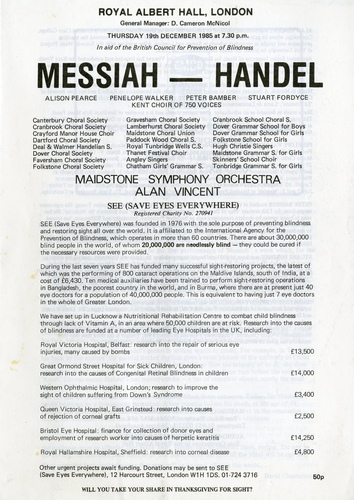 ROYAL ALBERT HALL, LONDON
General Manager: D. Cameron McNicol
THURSDAY 19th DECEMBER 1985 at 7.30 p.m.
In aid of the British Council for Prevention of Blindness
MESSIAH — HANDEL
ALISON PEARCE PENELOPE WALKER PETER BAMBER STUART FORDYCE
KENT CHOIR OF 750 VOICES
Canterbury Choral Society Gravesham Choral Society Cranbrook School Choral S.
Cranbrook Choral Society Lamberhurst Choral Society Dover Grammar School for Boys
Crayford Manor House Choir Maidstone Choral Union Dover Grammar School for Girls
Dartford Choral Society Paddock Wood Choral S. Folkestone School for Girls
Deal & Walmer Handelian S. Royal Tunbridge Wells C.S. Hugh Christie Singers
Dover Choral Society Thanet Festival Choir Maidstone Grammar S. for Girls
Faversham Choral Society Angley Singers Skinners' School Choir
Folkstone Choral Society Chatham Girls' Grammar S. Tonbridge Grammar S. for Girls
MAIDSTONE SYMPHONY ORCHESTRA
ALAN VINCENT
SEE (SAVE EYES EVERYWHERE)
Registered Charity No. 270941
SEE (Save Eyes Everywhere) was founded in 1976 with the sole purpose of preventing blindness
and restoring sight all over the world. It is affiliated to the International Agency for the
Prevention of Blindness, which operates in more than 60 countries. There are about 30,000,000
blind people in the world, of whom 20,000,000 are needlessly blind — they could be cured if
the necessary resources were provided.
During the last seven years SEE has funded many successful sight-restoring projects, the latest of
which was the performing of 800 cataract operations on the Maldive Islands, south of India, at a
cost of £6,430. Ten medical auxiliaries have been trained to perform sight-restoring operations
in Bangladesh, the poorest country in the world, and in Burma, where there are at present just 40
eye doctors for a population of 40,000,000 people. This is equivalent to having just 7 eye doctors
in the whole of Greater London.
We have set up in Lucknow a Nutritional Rehabilitation Centre to combat child blindness
through lack of Vitamin A, in an area where 50,000 children are at risk. Research into the causes
of blindness are funded at a number of leading Eye Hospitals in the UK, including:
Royal Victoria Hospital, Belfast: research into the repair of serious eye
injuries, many caused by bombs £13,500
Great Ormond Street Hospital for Sick Children, London:
research into the causes of Congenital Retinal Blindness in children £14,000
Western Ophthalmic Hospital, London; research to improve the
sight of children suffering from Down's Syndrome £3,400
Queen Victoria Hospital, East Grinstead: research into causes
of rejection of corneal grafts £2,500
Bristol Eye Hospital: finance for collection of donor eyes and
employment of research worker into causes of herpetic keratitis £14,250
Royal Hallamshire Hospital, Sheffield: research into corneal disease £4,800
Other urgent projects await funding. Donations may be sent to SEE
(Save Eyes Everywhere), 12 Harcourt Street, London W1H 1DS. 01-724 3716 50p
WILL YOU TAKE YOUR SHARE IN THANKSGIVING FOR SIGHT?